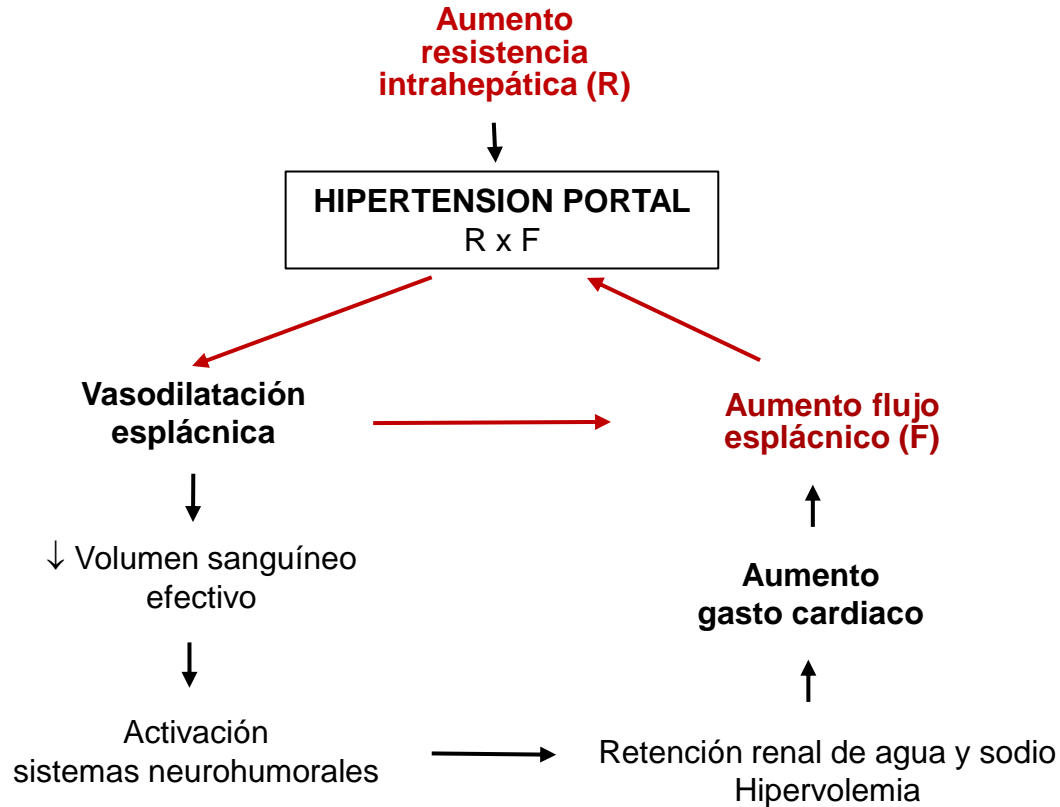 Aumento
resistencia
intrahepática (R)
HIPERTENSION PORTAL
R x F
Vasodilatación
esplácnica
Aumento flujo
esplácnico (F)
↓ Volumen sanguíneo
efectivo
Aumento
gasto cardiaco
Activación
sistemas neurohumorales
Retención renal de agua y sodio
Hipervolemia